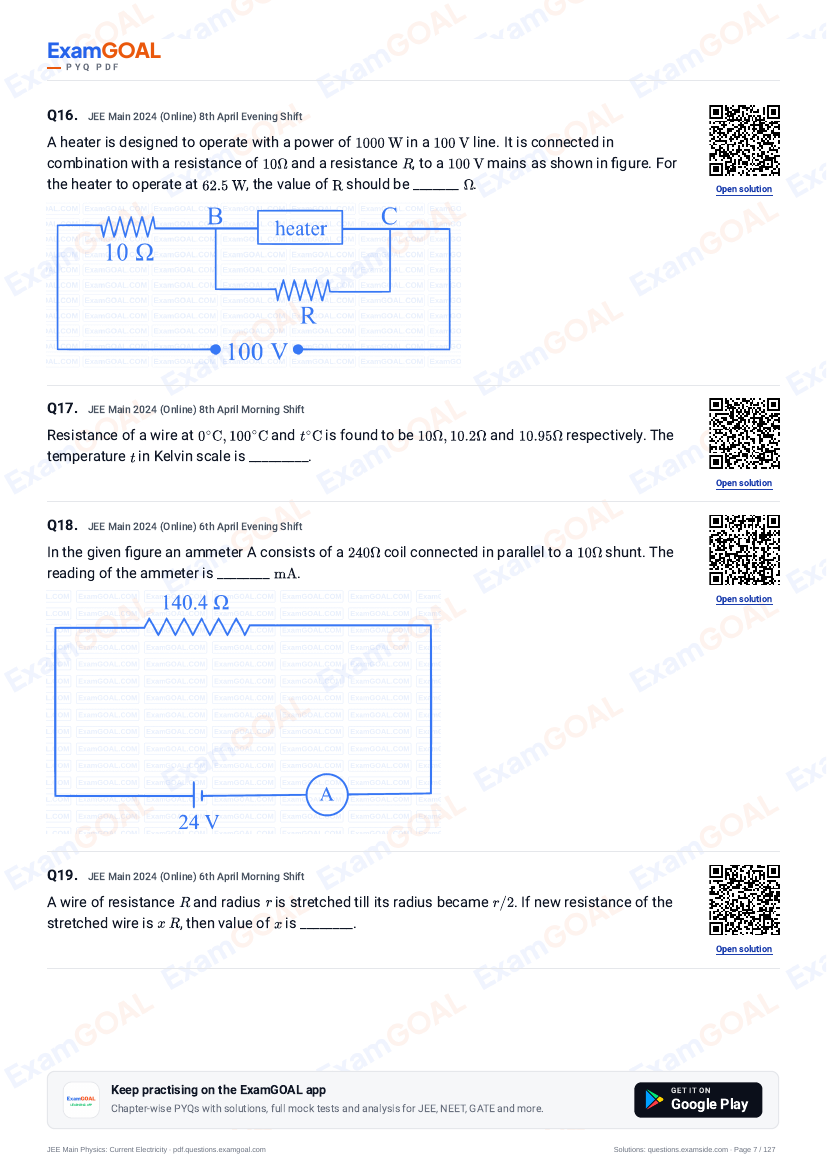 ExamGOAL
PYQ PDF
Q16. JEE Main 2024 (Online) 8th April Evening Shift
A heater is designed to operate with a power of 1000 W in a 100 V line. It is connected in
combination with a resistance of 10Ω and a resistance R, to a 100 V mains as shown in figure. For
the heater to operate at 62.5 W, the value of R should be _______ Ω.
Open solution
B
heater
C
10 Ω
R
100 V
Q17. JEE Main 2024 (Online) 8th April Morning Shift
Resistance of a wire at 0°C, 100°C and t°C is found to be 10Ω, 10.2Ω and 10.95Ω respectively. The
temperature t in Kelvin scale is _________.
Open solution
Q18. JEE Main 2024 (Online) 6th April Evening Shift
In the given figure an ammeter A consists of a 240Ω coil connected in parallel to a 10Ω shunt. The
reading of the ammeter is ________ mA.
Open solution
140.4 Ω
A
24 V
Q19. JEE Main 2024 (Online) 6th April Morning Shift
A wire of resistance R and radius r is stretched till its radius became r/2. If new resistance of the
stretched wire is x R, then value of x is ________.
Open solution
Keep practising on the ExamGOAL app
Chapter-wise PYQs with solutions, full mock tests and analysis for JEE, NEET, GATE and more.
GET IT ON
Google Play
JEE Main Physics: Current Electricity · pdf.questions.examgoal.com
Solutions: questions.examside.com · Page 7 / 127